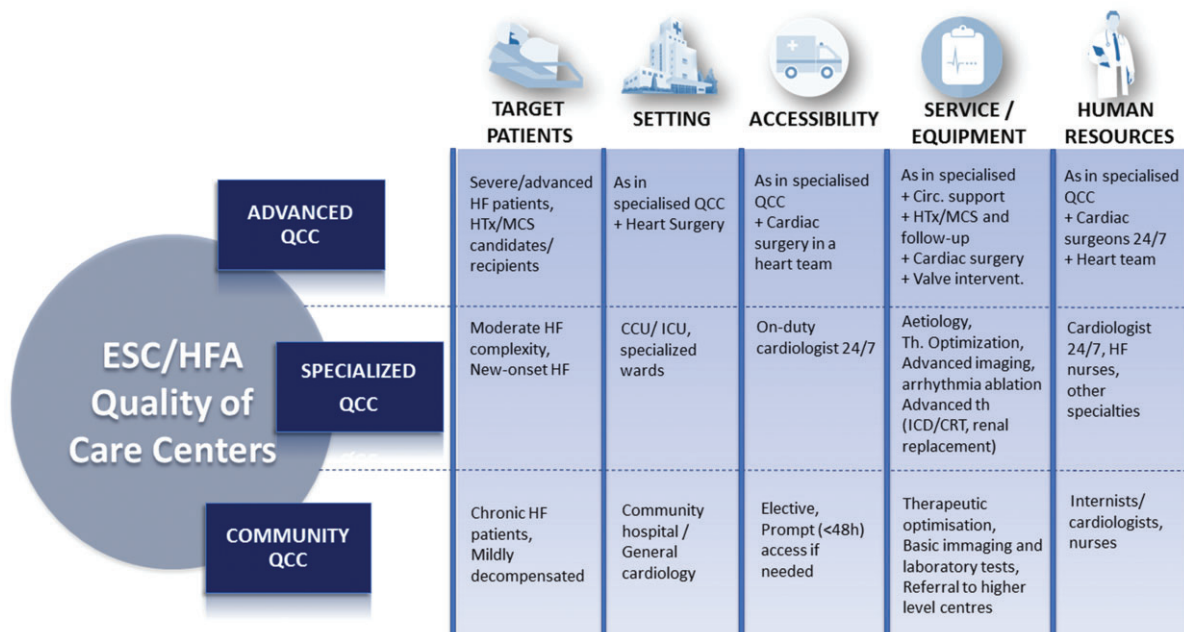 TARGET
PATIENTS
SETTING
ACCESSIBILITY
SERVICE /
EQUIPMENT
HUMAN
RESOURCES
ESC/HFA
Quality of
Care Centers
ADVANCED
QCC
Severe/advanced
HF patients,
HTx/MCS
candidates/
recipients
As in
specialised QCC
+ Heart Surgery
As in specialised
QCC
+ Cardiac
surgery in a
heart team
As in specialised
+ Circ. support
+ HTx/MCS and
follow-up
+ Cardiac surgery
+ Valve intervent.
As in specialised
QCC
+ Cardiac
surgeons 24/7
+ Heart team
SPECIALIZED
QCC
Moderate HF
complexity,
New-onset HF
CCU/ ICU,
specialized
wards
On-duty
cardiologist 24/7
Aetiology,
Th. Optimization,
Advanced imaging,
arrhythmia ablation
Advanced th
(ICD/CRT, renal
replacement)
Cardiologist
24/7, HF
nurses,
other
specialties
COMMUNITY
QCC
Chronic HF
patients,
Mildly
decompensated
Community
hospital /
General
cardiology
Elective,
Prompt (<48h)
access if
needed
Therapeutic
optimisation,
Basic immaging and
laboratory tests,
Referral to higher
level centres
Internists/
cardiologists,
nurses